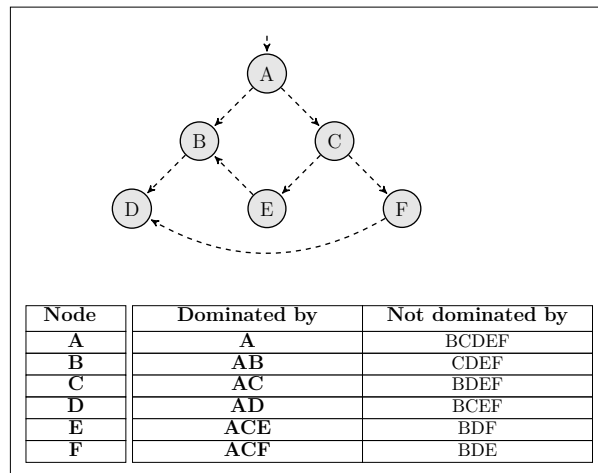 A
B C
D E F
Node Dominated by Not dominated by
A A BCDEF
B AB CDEF
C AC BDEF
D AD BCEF
E ACE BDF
F ACF BDE